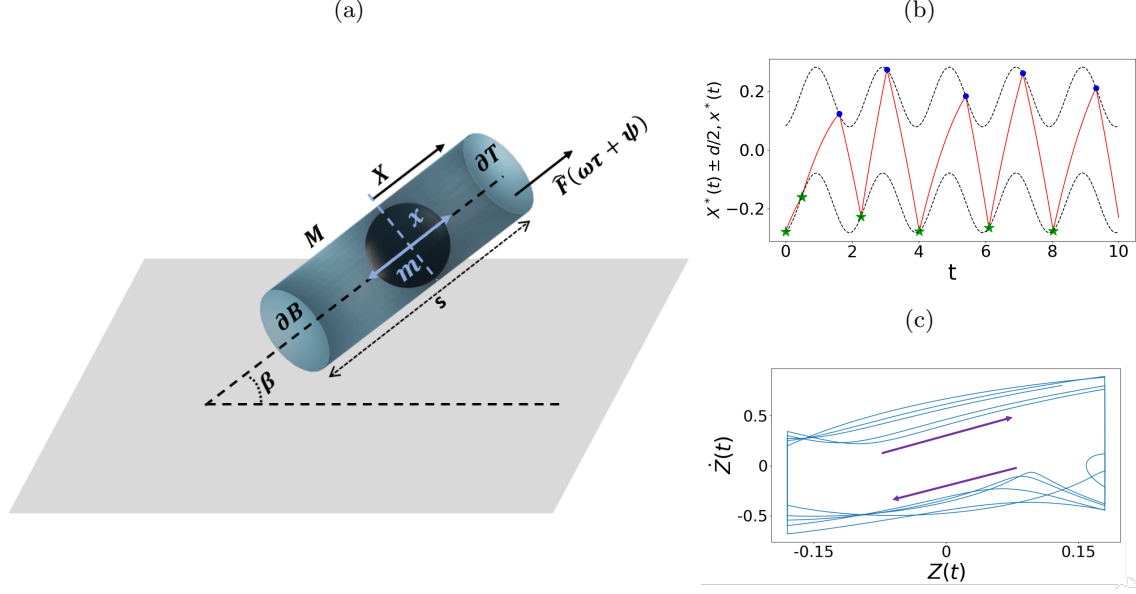 (a)
∂T
X
F̂(ωτ + ψ)
M
x
m
s
∂B
β
(b)
X*(t) ± d/2, x*(t)
0.2
0.0
−0.2
0 2 4 6 8 10
t
(c)
Ż(t)
0.5
0
-0.5
-0.15 0 0.15
Z(t)